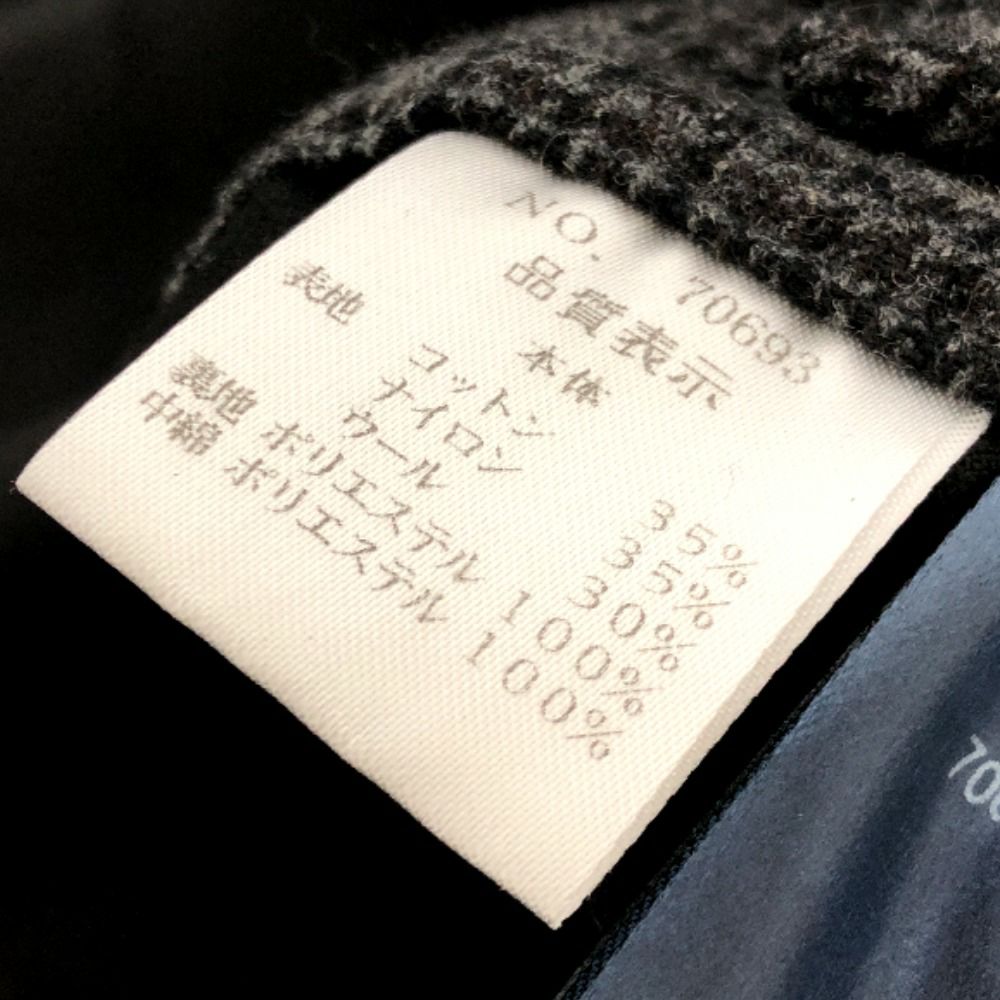 NO. 70693
品質表示
本体
表地
コットン 35%
ナイロン 35%
ウール 30%
裏地 ポリエステル 100%
中綿 ポリエステル 100%